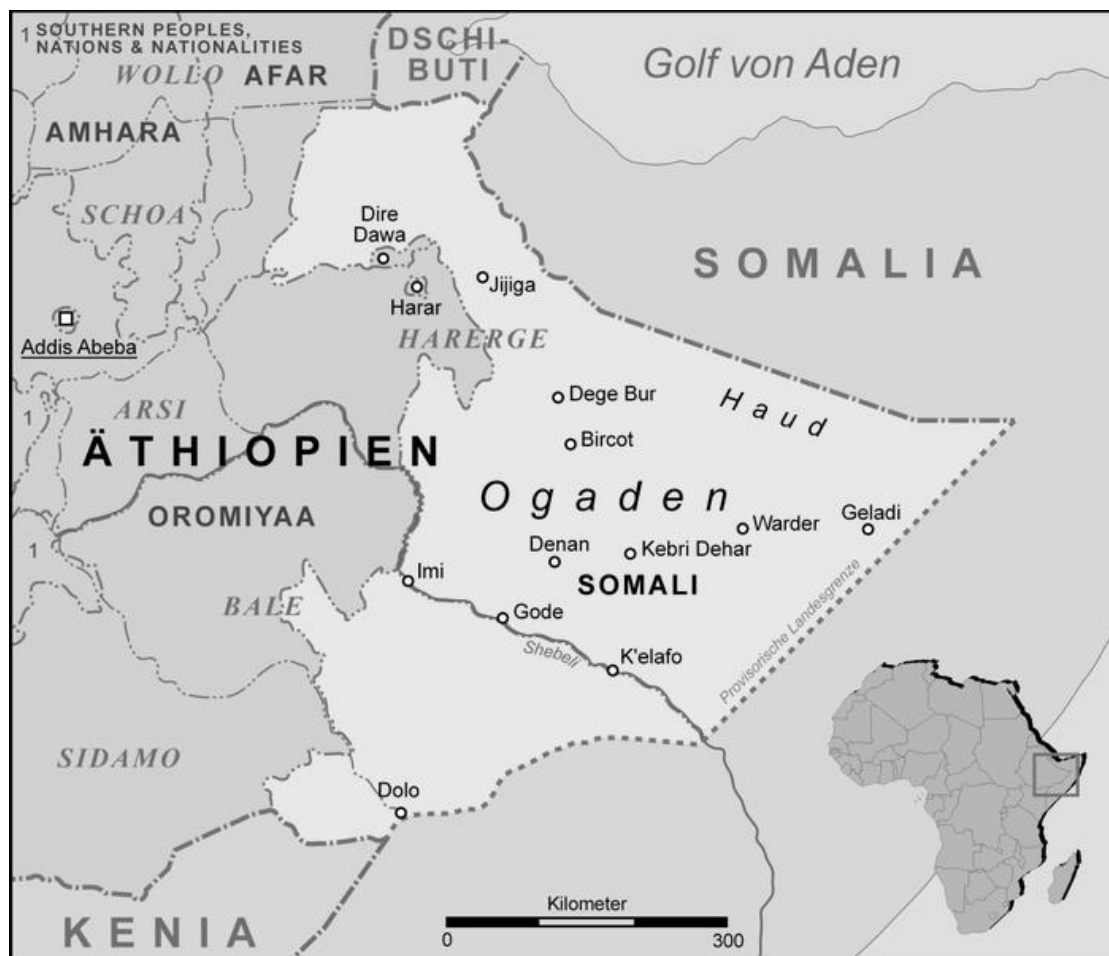 1 SOUTHERN PEOPLES,
NATIONS & NATIONALITIES
WOLLO
AFAR
DSCHI-
BUTI
Golf von Aden
AMHARA
SCHOA
Dire
Dawa
SOMALIA
Jijiga
Harar
Addis Abeba
HARERGE
ARSI
1
Dege Bur
Haud
Bircot
ÄTHIOPIEN
Ogaden
OROMIYAA
Warder
Geladi
1
Denan
Kebri Dehar
Imi
SOMALI
BALE
Gode
Shebeli
K'elafo
Provisorische Landesgrenze
SIDAMO
Dolo
Kilometer
0
300
KENIA